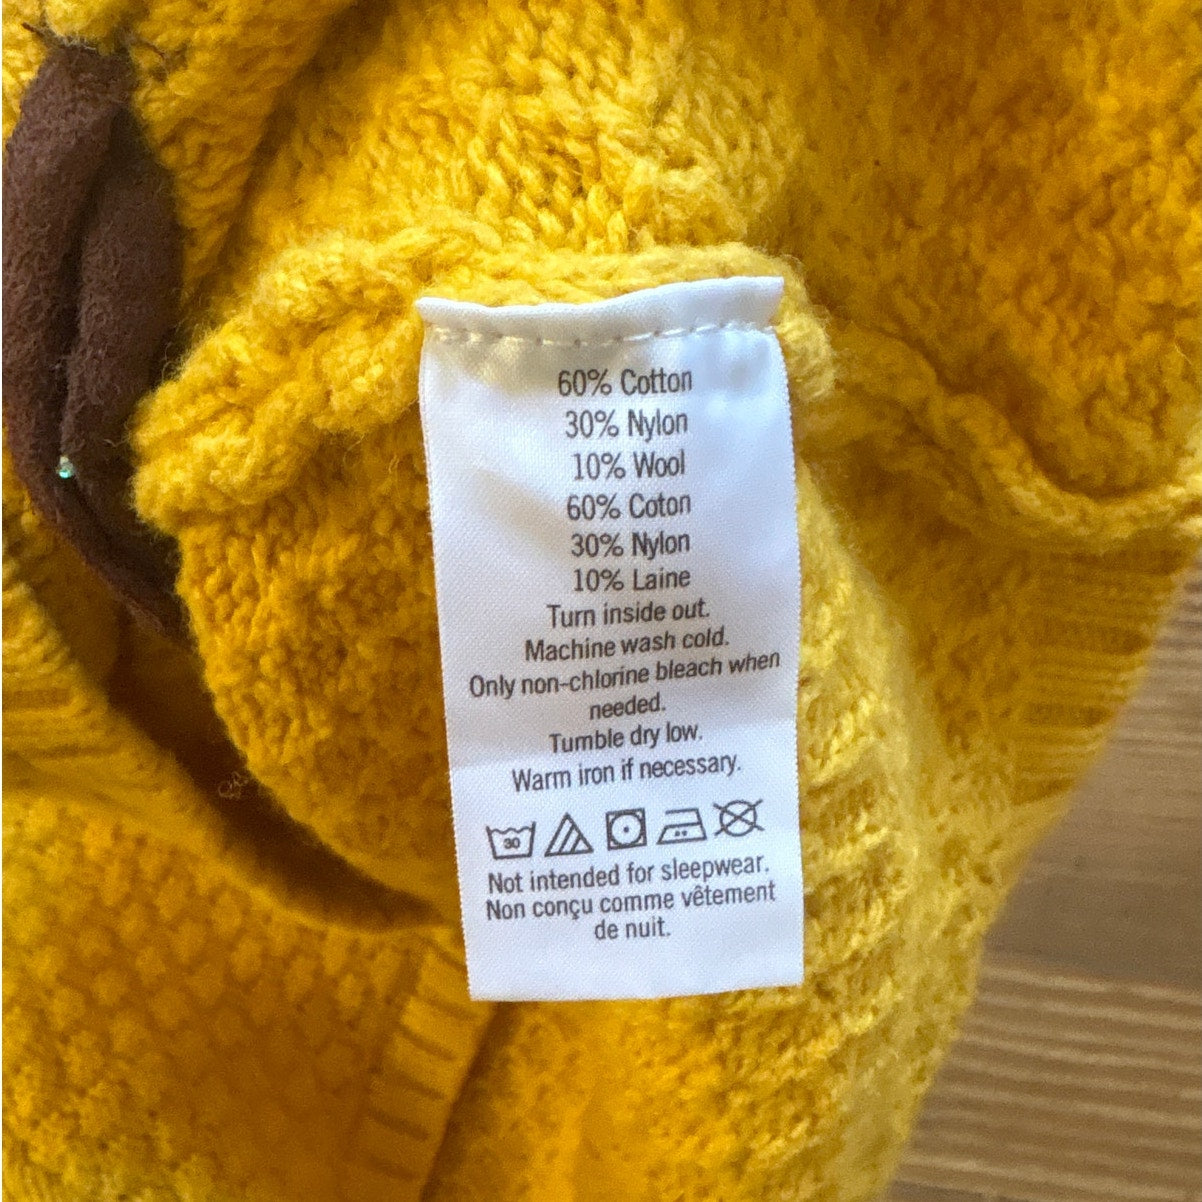 60% Cotton
30% Nylon
10% Wool
60% Coton
30% Nylon
10% Laine
Turn inside out.
Machine wash cold.
Only non-chlorine bleach when
needed.
Tumble dry low.
Warm iron if necessary.
30
Not intended for sleepwear.
Non conçu comme vêtement
de nuit.